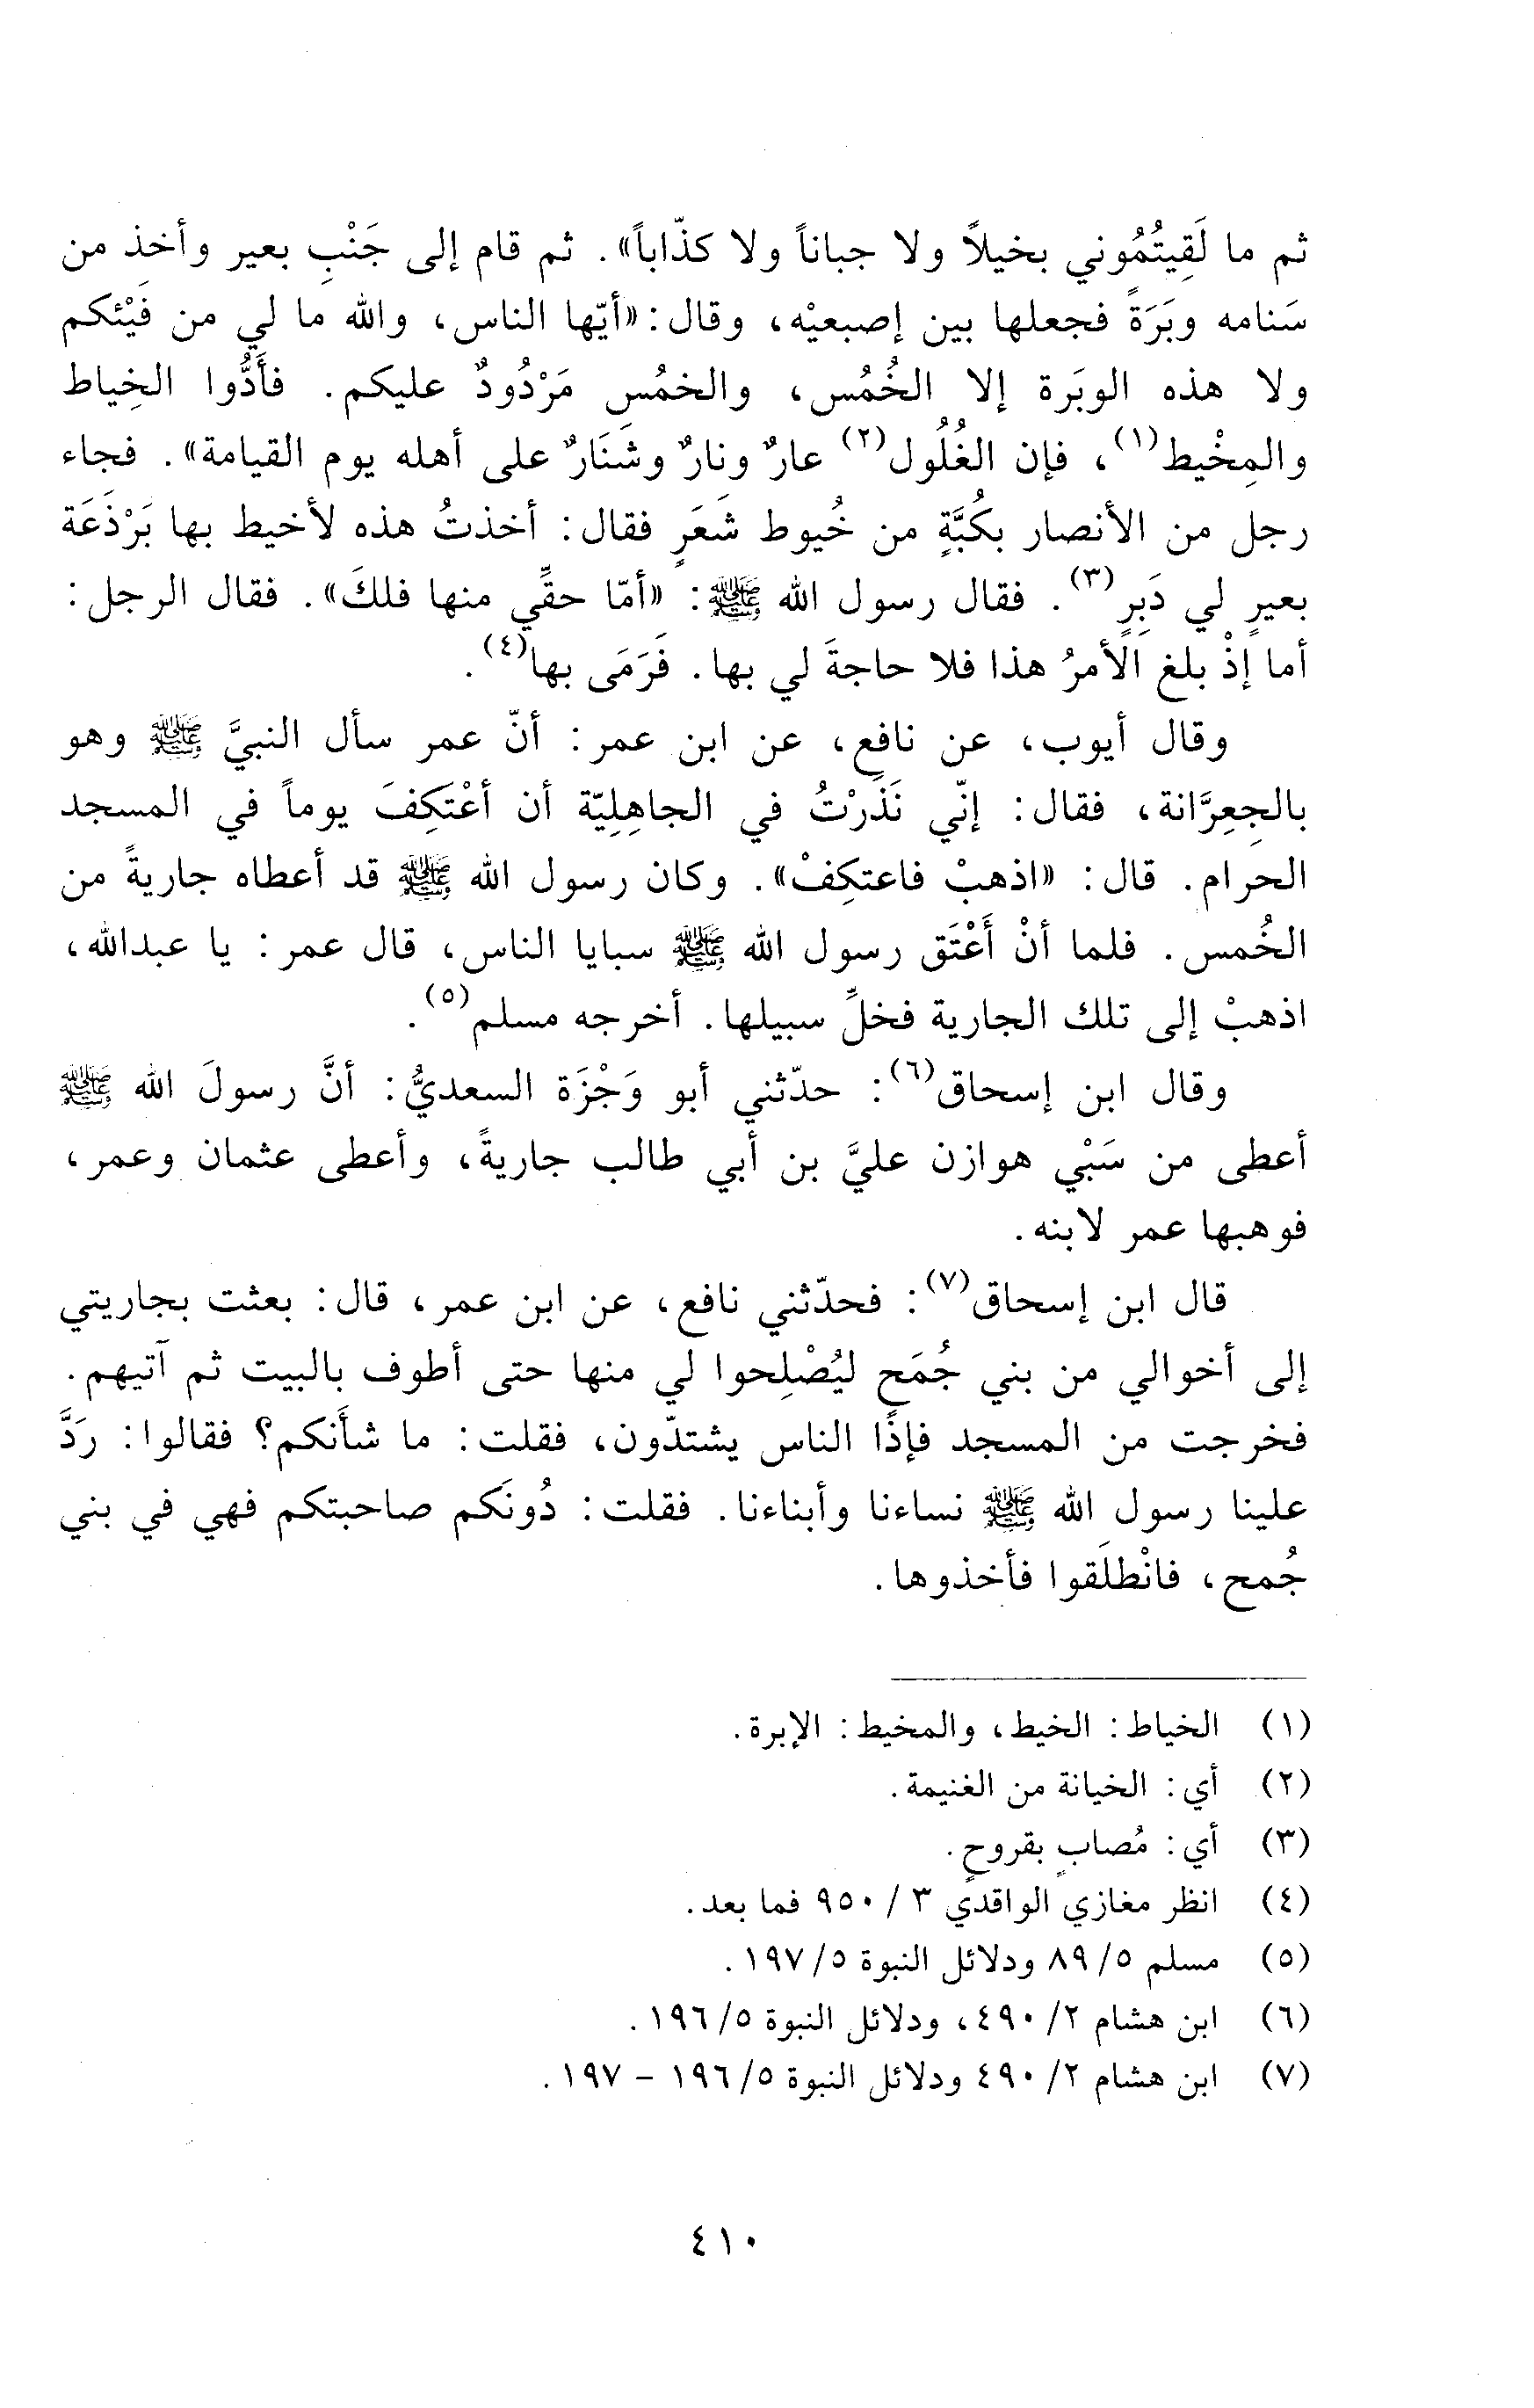 ثم ما لَقِيتُمُوني بخيلاً ولا جباناً ولا كذّاباً». ثم قام إلى جَنْبِ بعير وأخذ من
سَنامه وبَرَةً فجعلها بين إصبعيْه، وقال: «أيّها الناس، والله ما لي من فَيْئكم
ولا هذه الوبَرة إلا الخُمُس، والخمُس مَرْدُودٌ عليكم. فأَدُّوا الخِياط
والمِخْيط(١)، فإن الغُلُول(٢) عارٌ ونارٌ وشَنَارٌ على أهله يوم القيامة». فجاء
رجل من الأنصار بكُبَّةٍ من خُيوط شَعَرٍ فقال: أخذتُ هذه لأخيط بها بَرْذَعَة
بعيرٍ لي دَبِرٍ(٣). فقال رسول الله ﷺ: «أمّا حقِّي منها فلكَ». فقال الرجل:
أما إذْ بلغ الأمرُ هذا فلا حاجةَ لي بها. فَرَمَى بها(٤).
وقال أيوب، عن نافع، عن ابن عمر: أنّ عمر سأل النبيَّ ﷺ وهو
بالجِعِرَّانة، فقال: إنّي نَذَرْتُ في الجاهِلِيّة أن أعْتَكِفَ يوماً في المسجد
الحرام. قال: «اذهبْ فاعتكِفْ». وكان رسول الله ﷺ قد أعطاه جاريةً من
الخُمس. فلما أنْ أَعْتَق رسول الله ﷺ سبايا الناس، قال عمر: يا عبدالله،
اذهبْ إلى تلك الجارية فخلِّ سبيلها. أخرجه مسلم(٥).
وقال ابن إسحاق(٦): حدّثني أبو وَجْزَة السعديُّ: أنَّ رسولَ الله ﷺ
أعطى من سَبْي هوازن عليَّ بن أبي طالب جاريةً، وأعطى عثمان وعمر،
فوهبها عمر لابنه.
قال ابن إسحاق(٧): فحدّثني نافع، عن ابن عمر، قال: بعثت بجاريتي
إلى أخوالي من بني جُمَح ليُصْلِحوا لي منها حتى أطوف بالبيت ثم آتيهم.
فخرجت من المسجد فإذا الناس يشتدّون، فقلت: ما شأنكم؟ فقالوا: رَدَّ
علينا رسول الله ﷺ نساءنا وأبناءنا. فقلت: دُونَكم صاحبتكم فهي في بني
جُمح، فانْطلَقوا فأخذوها.
(١) الخياط: الخيط، والمخيط: الإبرة.
(٢) أي: الخيانة من الغنيمة.
(٣) أي: مُصابٍ بقروحٍ.
(٤) انظر مغازي الواقدي ٣ / ٩٥٠ فما بعد.
(٥) مسلم ٥/ ٨٩ ودلائل النبوة ٥/ ١٩٧.
(٦) ابن هشام ٢/ ٤٩٠، ودلائل النبوة ٥/ ١٩٦.
(٧) ابن هشام ٢/ ٤٩٠ ودلائل النبوة ٥/ ١٩٦ - ١٩٧.
٤١٠